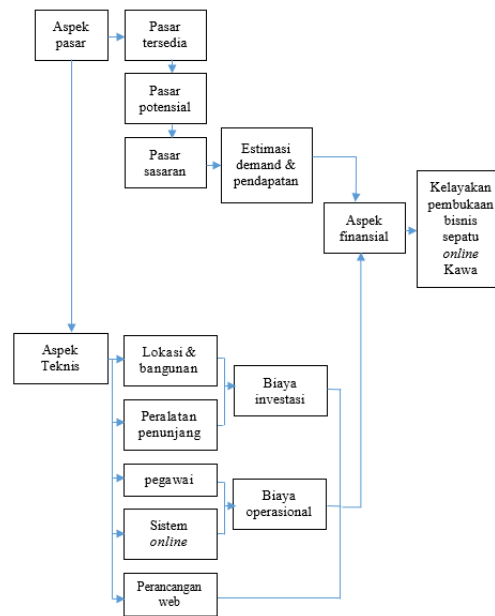 Aspek
pasar
Pasar
tersedia
Pasar
potensial
Pasar
sasaran
Estimasi
demand &
pendapatan
Aspek
finansial
Kelayakan
pembukaan
bisnis
sepatu
online
Kawa
Aspek
Teknis
Lokasi &
bangunan
Peralatan
penunjang
Biaya
investasi
pegawai
Sistem
online
Biaya
operasional
Perancangan
web